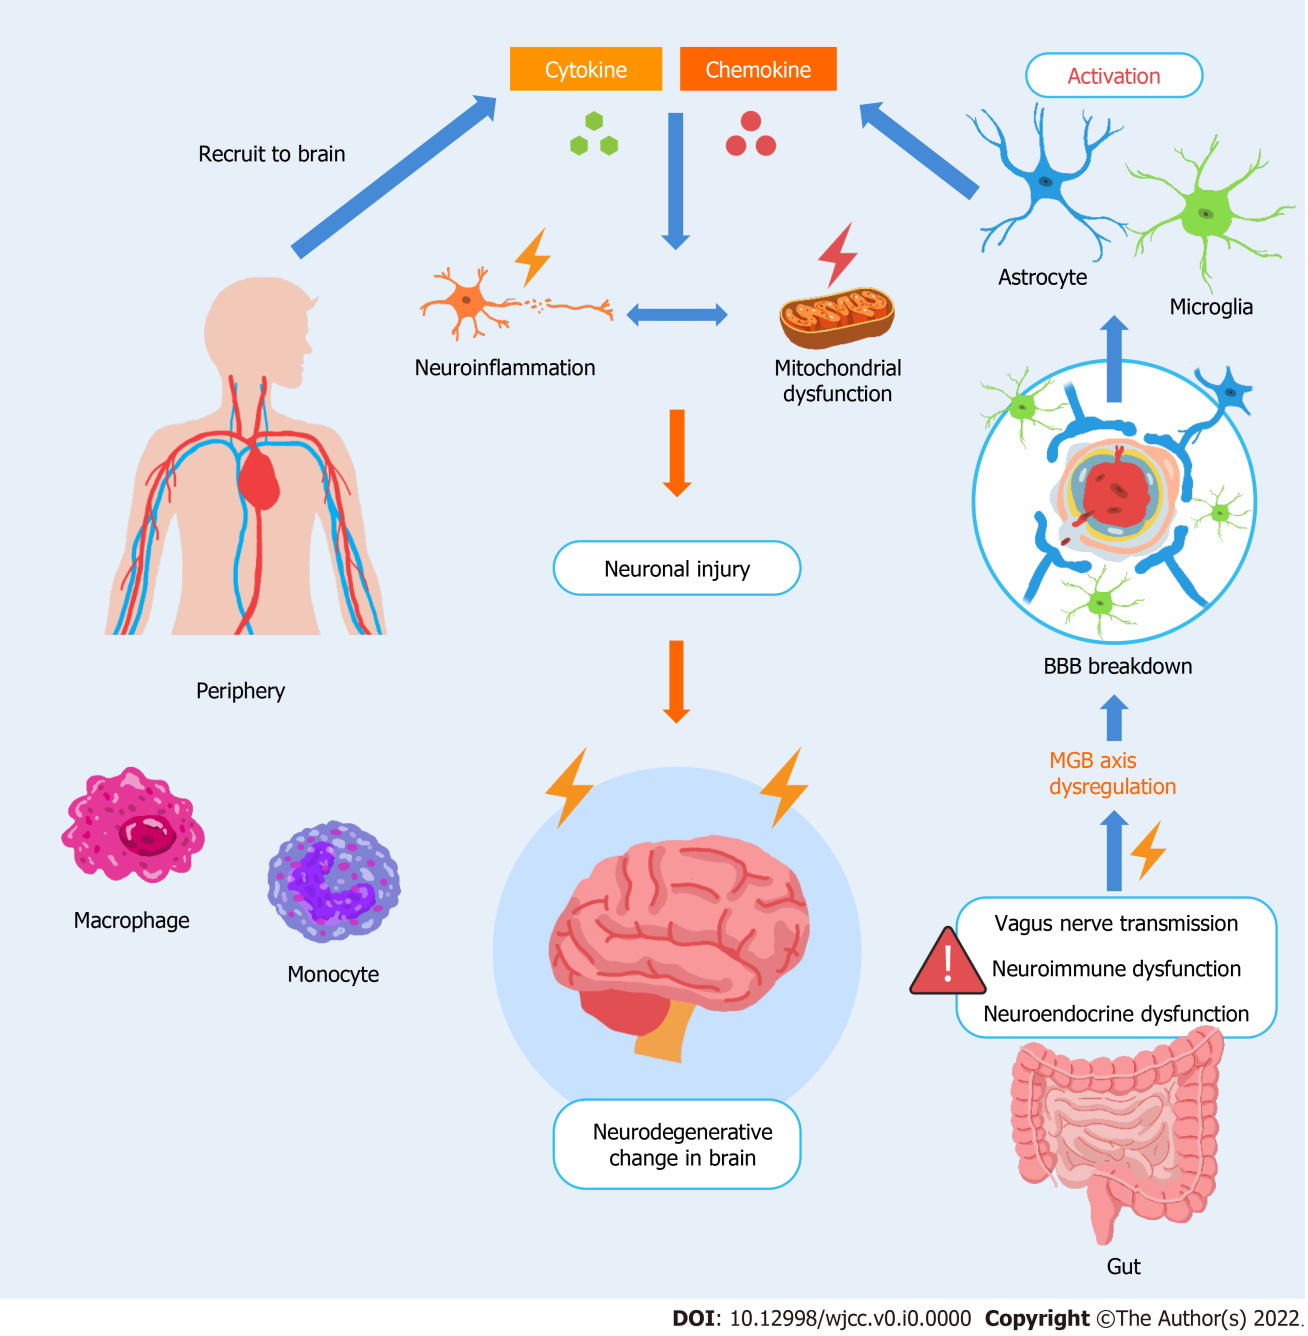 Cytokine
Chemokine
Activation
Recruit to brain
Astrocyte
Microglia
Neuroinflammation
Mitochondrial
dysfunction
Neuronal injury
BBB breakdown
Periphery
MGB axis
dysregulation
Macrophage
Monocyte
Vagus nerve transmission
Neuroimmune dysfunction
Neuroendocrine dysfunction
Neurodegenerative
change in brain
Gut
DOI: 10.12998/wjcc.v0.i0.0000 Copyright ©The Author(s) 2022.